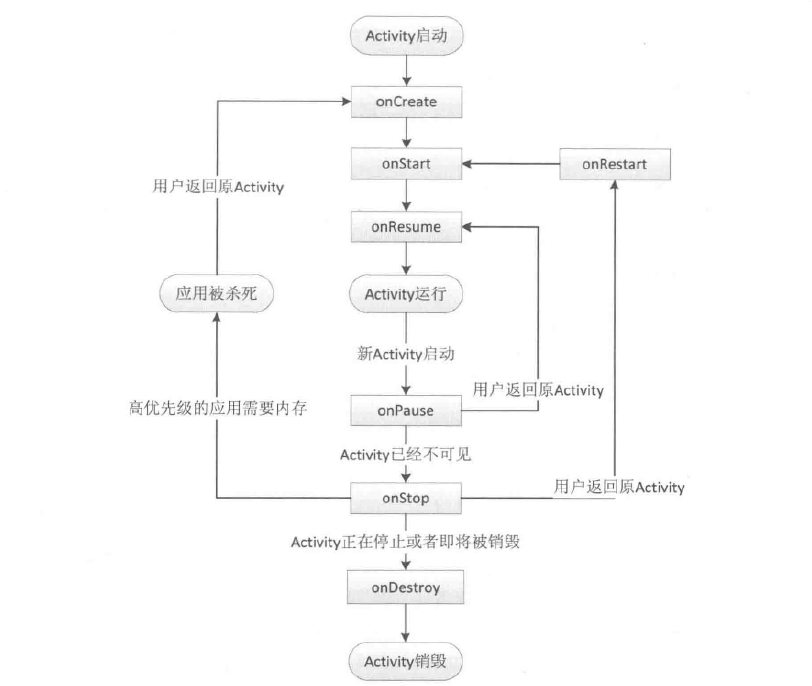 Activity启动
onCreate
onStart
onRestart
用户返回原Activity
onResume
应用被杀死
Activity运行
新Activity启动
用户返回原Activity
高优先级的应用需要内存
onPause
Activity已经不可见
用户返回原Activity
onStop
Activity正在停止或者即将被销毁
onDestroy
Activity销毁